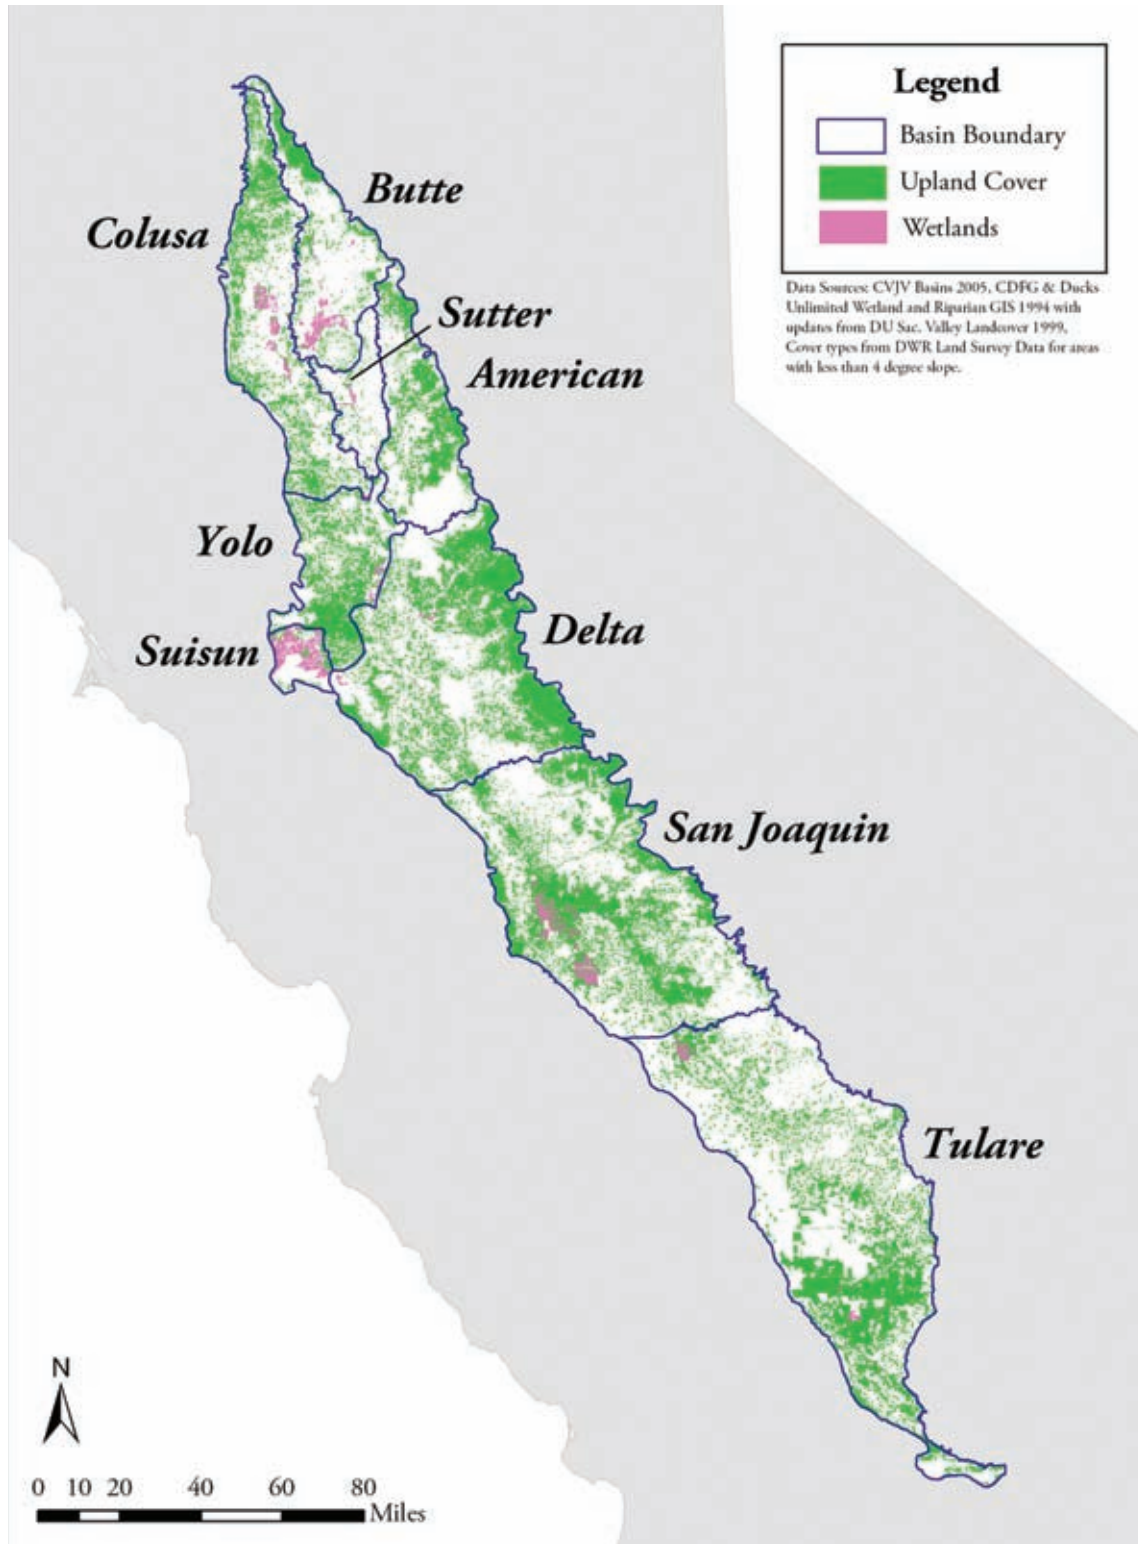 Legend
Basin Boundary
Upland Cover
Wetlands
Data Sources: CVJV Basins 2005, CDFG & Ducks
Unlimited Wetland and Riparian GIS 1994 with
updates from DU Sac. Valley Landcover 1999,
Cover types from DWR Land Survey Data for areas
with less than 4 degree slope.
Butte
Colusa
Sutter
American
Yolo
Delta
Suisun
San Joaquin
Tulare
N
0 10 20 40 60 80
Miles